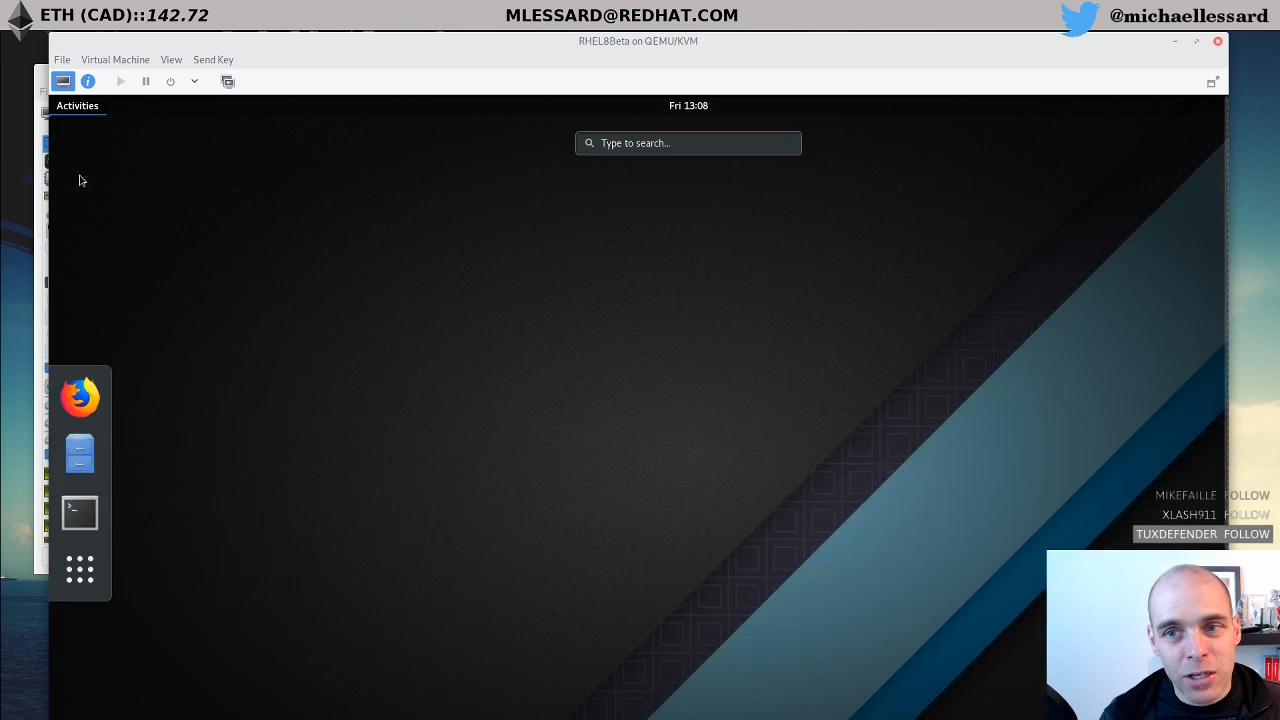 ETH (CAD)::142.72
MLESSARD@REDHAT.COM
@michaellessard
RHEL8Beta on QEMU/KVM
File Virtual Machine View Send Key
Activities
Fri 13:08
Type to search...
MIKEFAILLE FOLLOW
XLASH911 FOLLOW
TUXDEFENDER FOLLOW